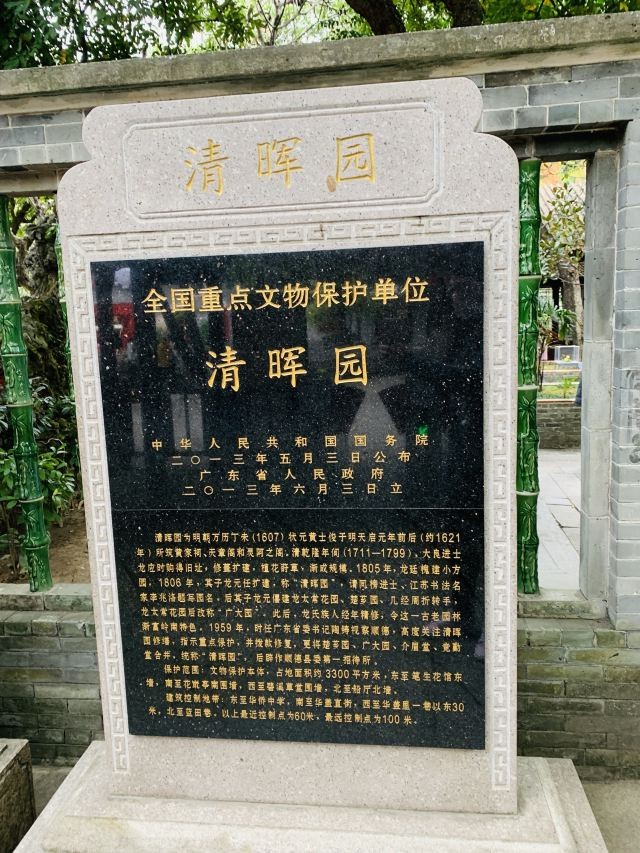 清晖园
全国重点文物保护单位
清晖园
中华人民共和国国务院
二〇一三年五月三日公布
广东省人民政府
二〇一三年六月三日立
清晖园为明朝万历丁未（1607）状元黄士俊于明天启元年前后（约1621
年）所筑黄家祠、天章阁和灵阿之阁。清乾隆年间（1711—1799），大良进士
龙应时购得旧址，修葺扩建，植花莳草，渐成规模。1805年，龙廷槐建小方
园。1806年，其子龙元任扩建，称“清晖园”，请同榜进士、江苏书法名
家李兆洛题写园名，后其子龙元僖建龙太常花园、楚芗园。几经周折转手，
龙太常花园后改称“广大园”。此后，龙氏族人经年精修，令这一古老园林
渐富岭南特色。1959年，时任广东省委书记陶铸视察顺德，高度关注清晖
园修缮，指示重点保护，并拨款修复，更将楚芗园、广大园、介眉堂、竞勤
堂合并，统称“清晖园”，后辟作顺德县委第一招待所。
保护范围：文物保护本体，占地面积约3300平方米，东至笔生花馆东
墙，南至花㽏亭南围墙，西至碧溪草堂围墙，北至船厅北墙。
建筑控制地带：东至华侨中学，南至华盖直街，西至华盖里一巷以东30
米，北至蓝田巷。以上最近控制点为60米，最远控制点为100米。